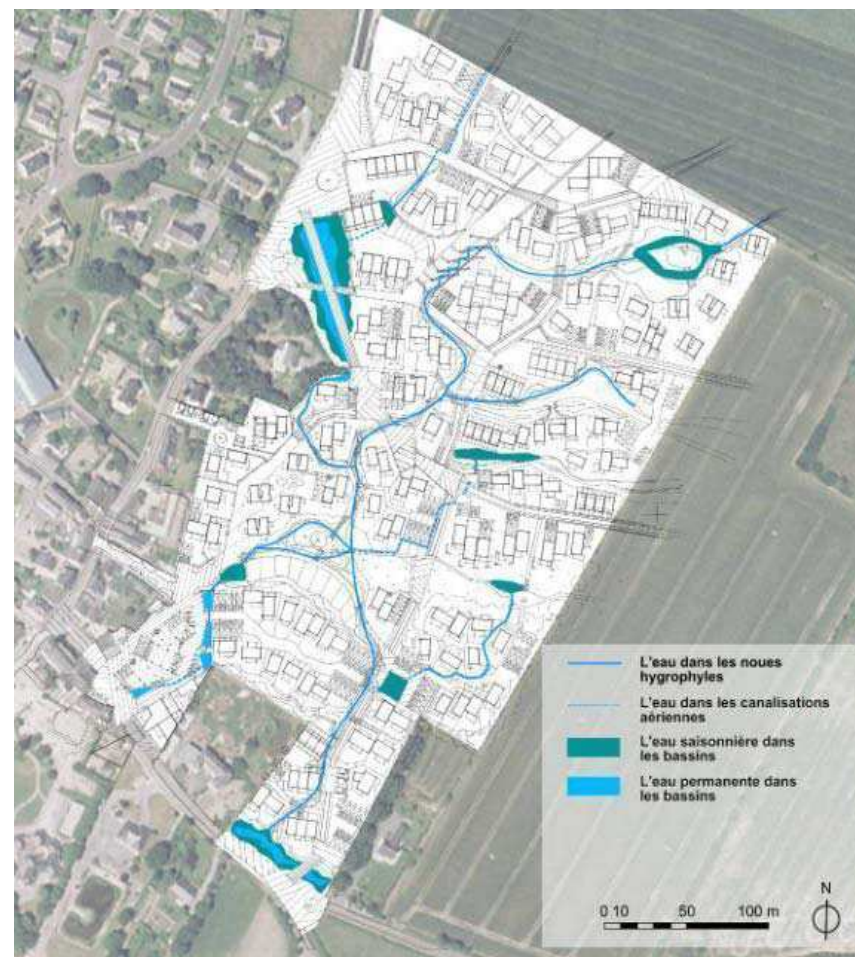 L'eau dans les noues
hygrophyles
L'eau dans les canalisations
aériennes
L'eau saisonnière dans
les bassins
L'eau permanente dans
les bassins
N
0 10 50 100 m